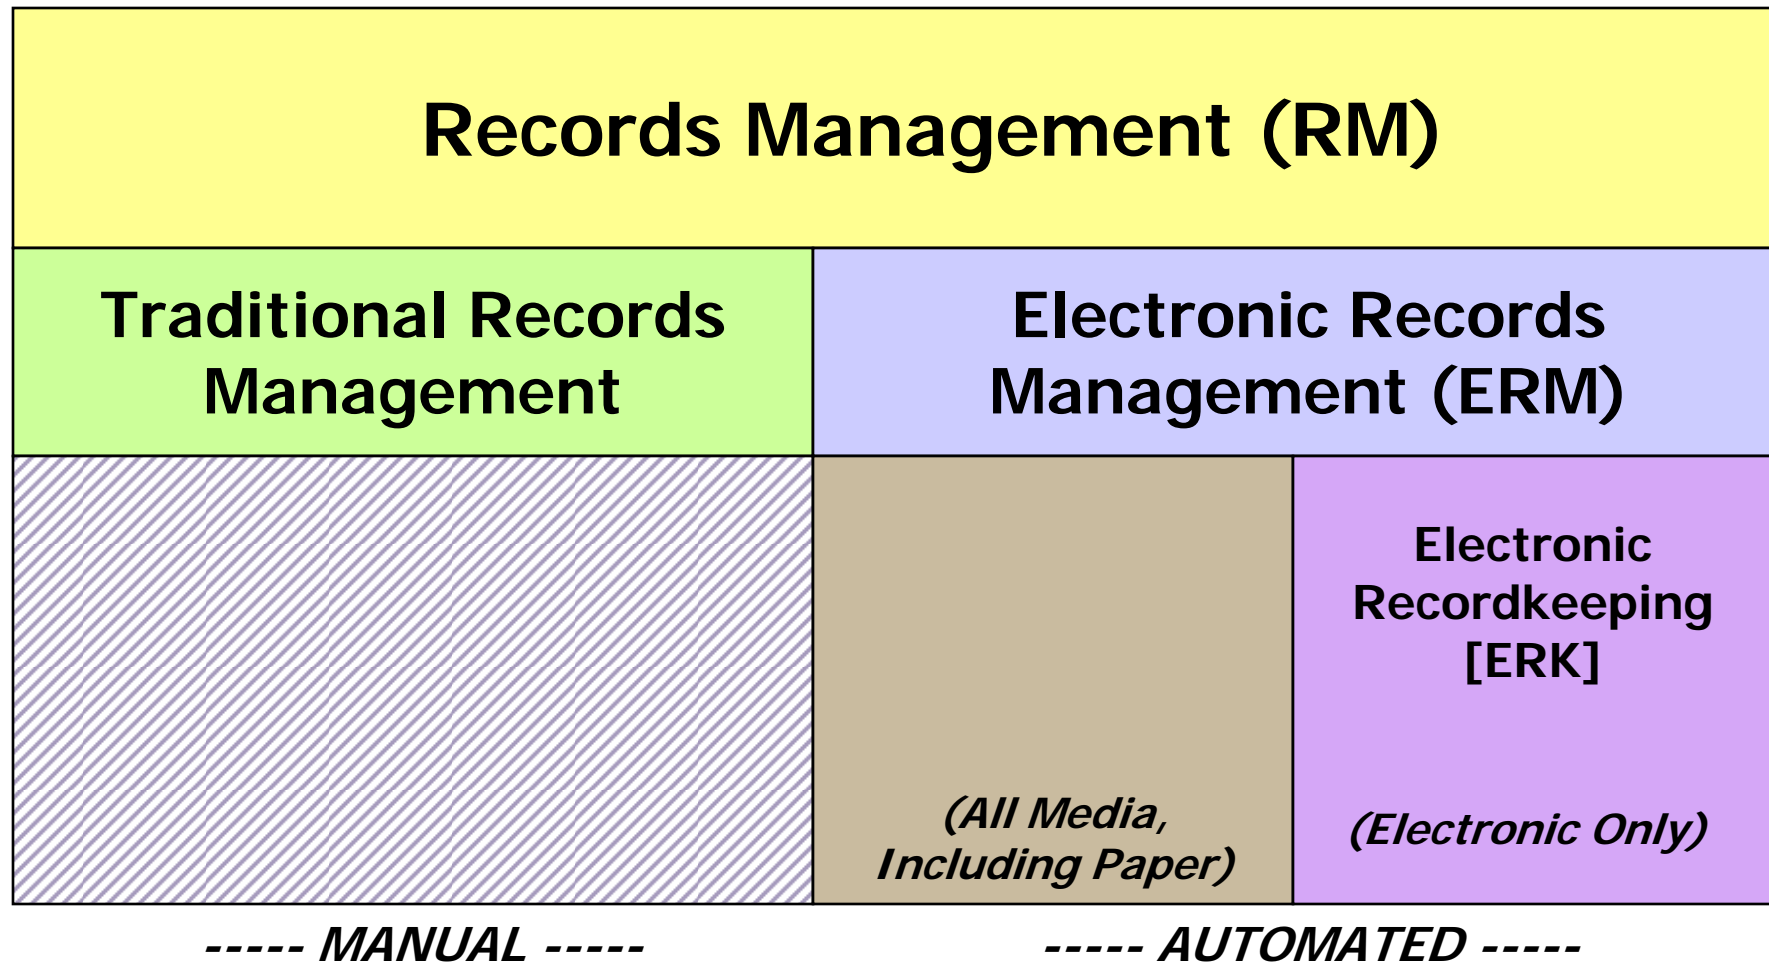 Records Management (RM)
Traditional Records
Management
Electronic Records
Management (ERM)
Electronic
Recordkeeping
[ERK]
(All Media,
Including Paper)
(Electronic Only)
----- MANUAL -----
----- AUTOMATED -----